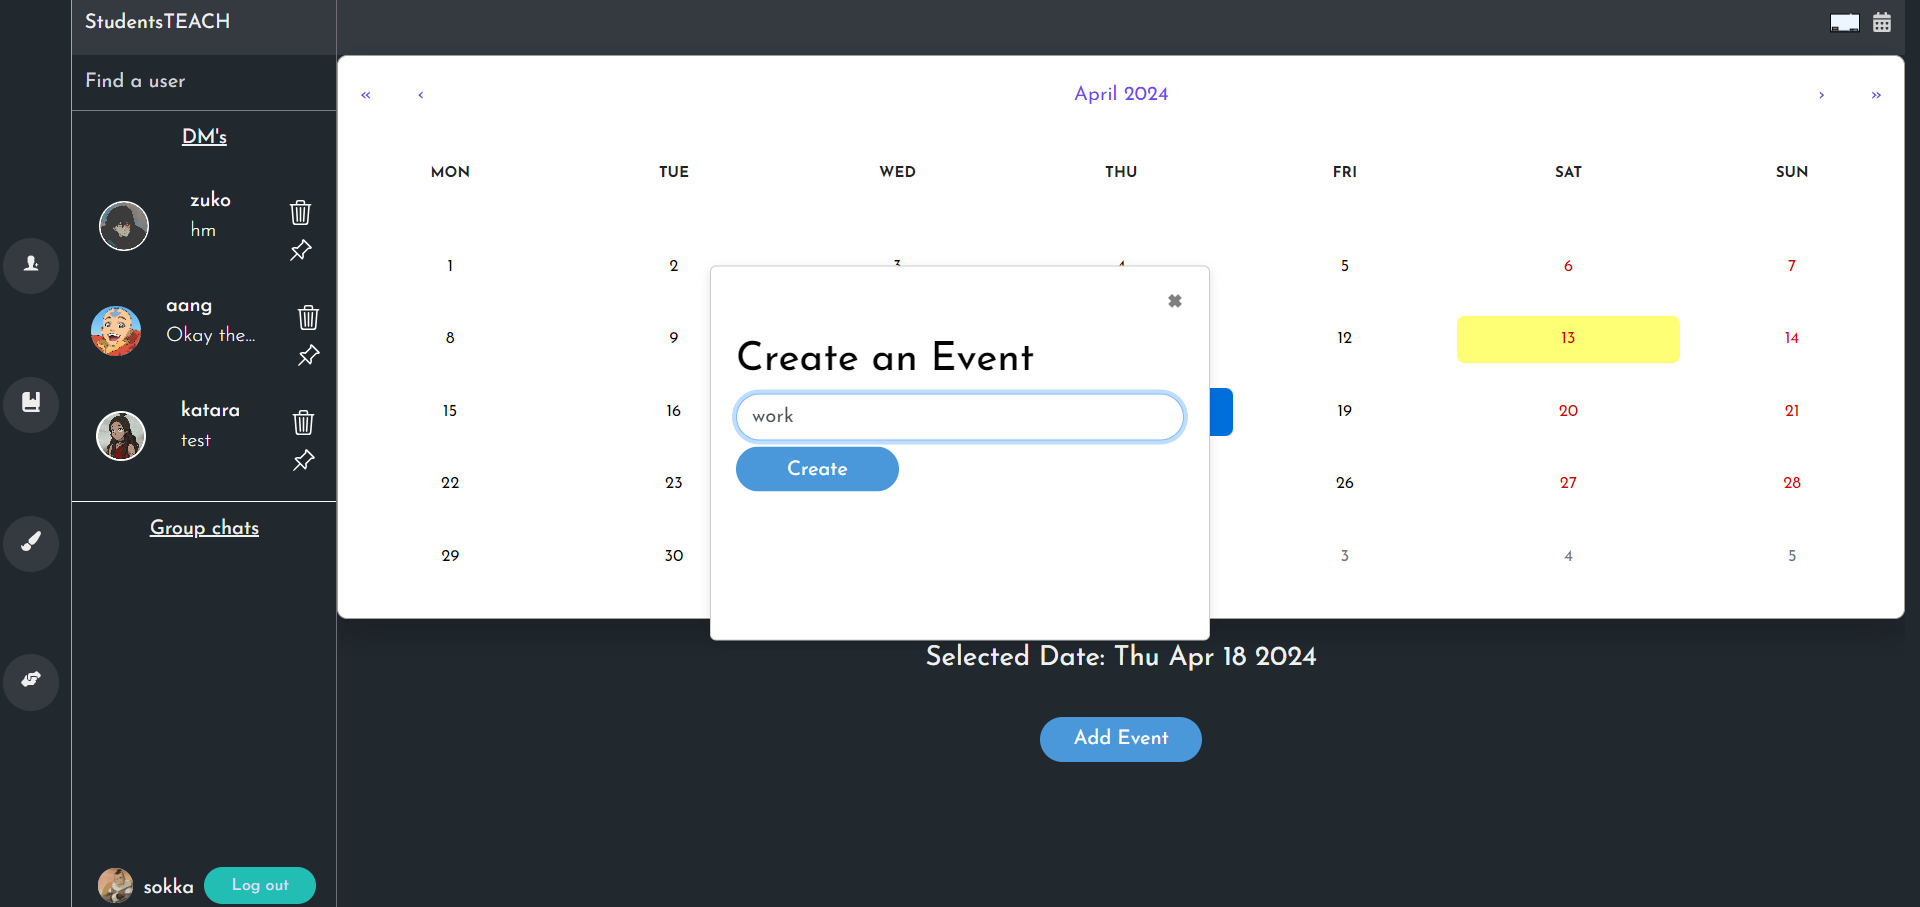 StudentsTEACH
Find a user
DM's
zuko
hm
aang
Okay the...
katara
test
Group chats
sokka
Log out
« ‹ April 2024 › »
MON TUE WED THU FRI SAT SUN
1 2 3 4 5 6 7
8 9 12 13 14
15 16 19 20 21
22 23 26 27 28
29 30 3 4 5
Create an Event
work
Create
Selected Date: Thu Apr 18 2024
Add Event